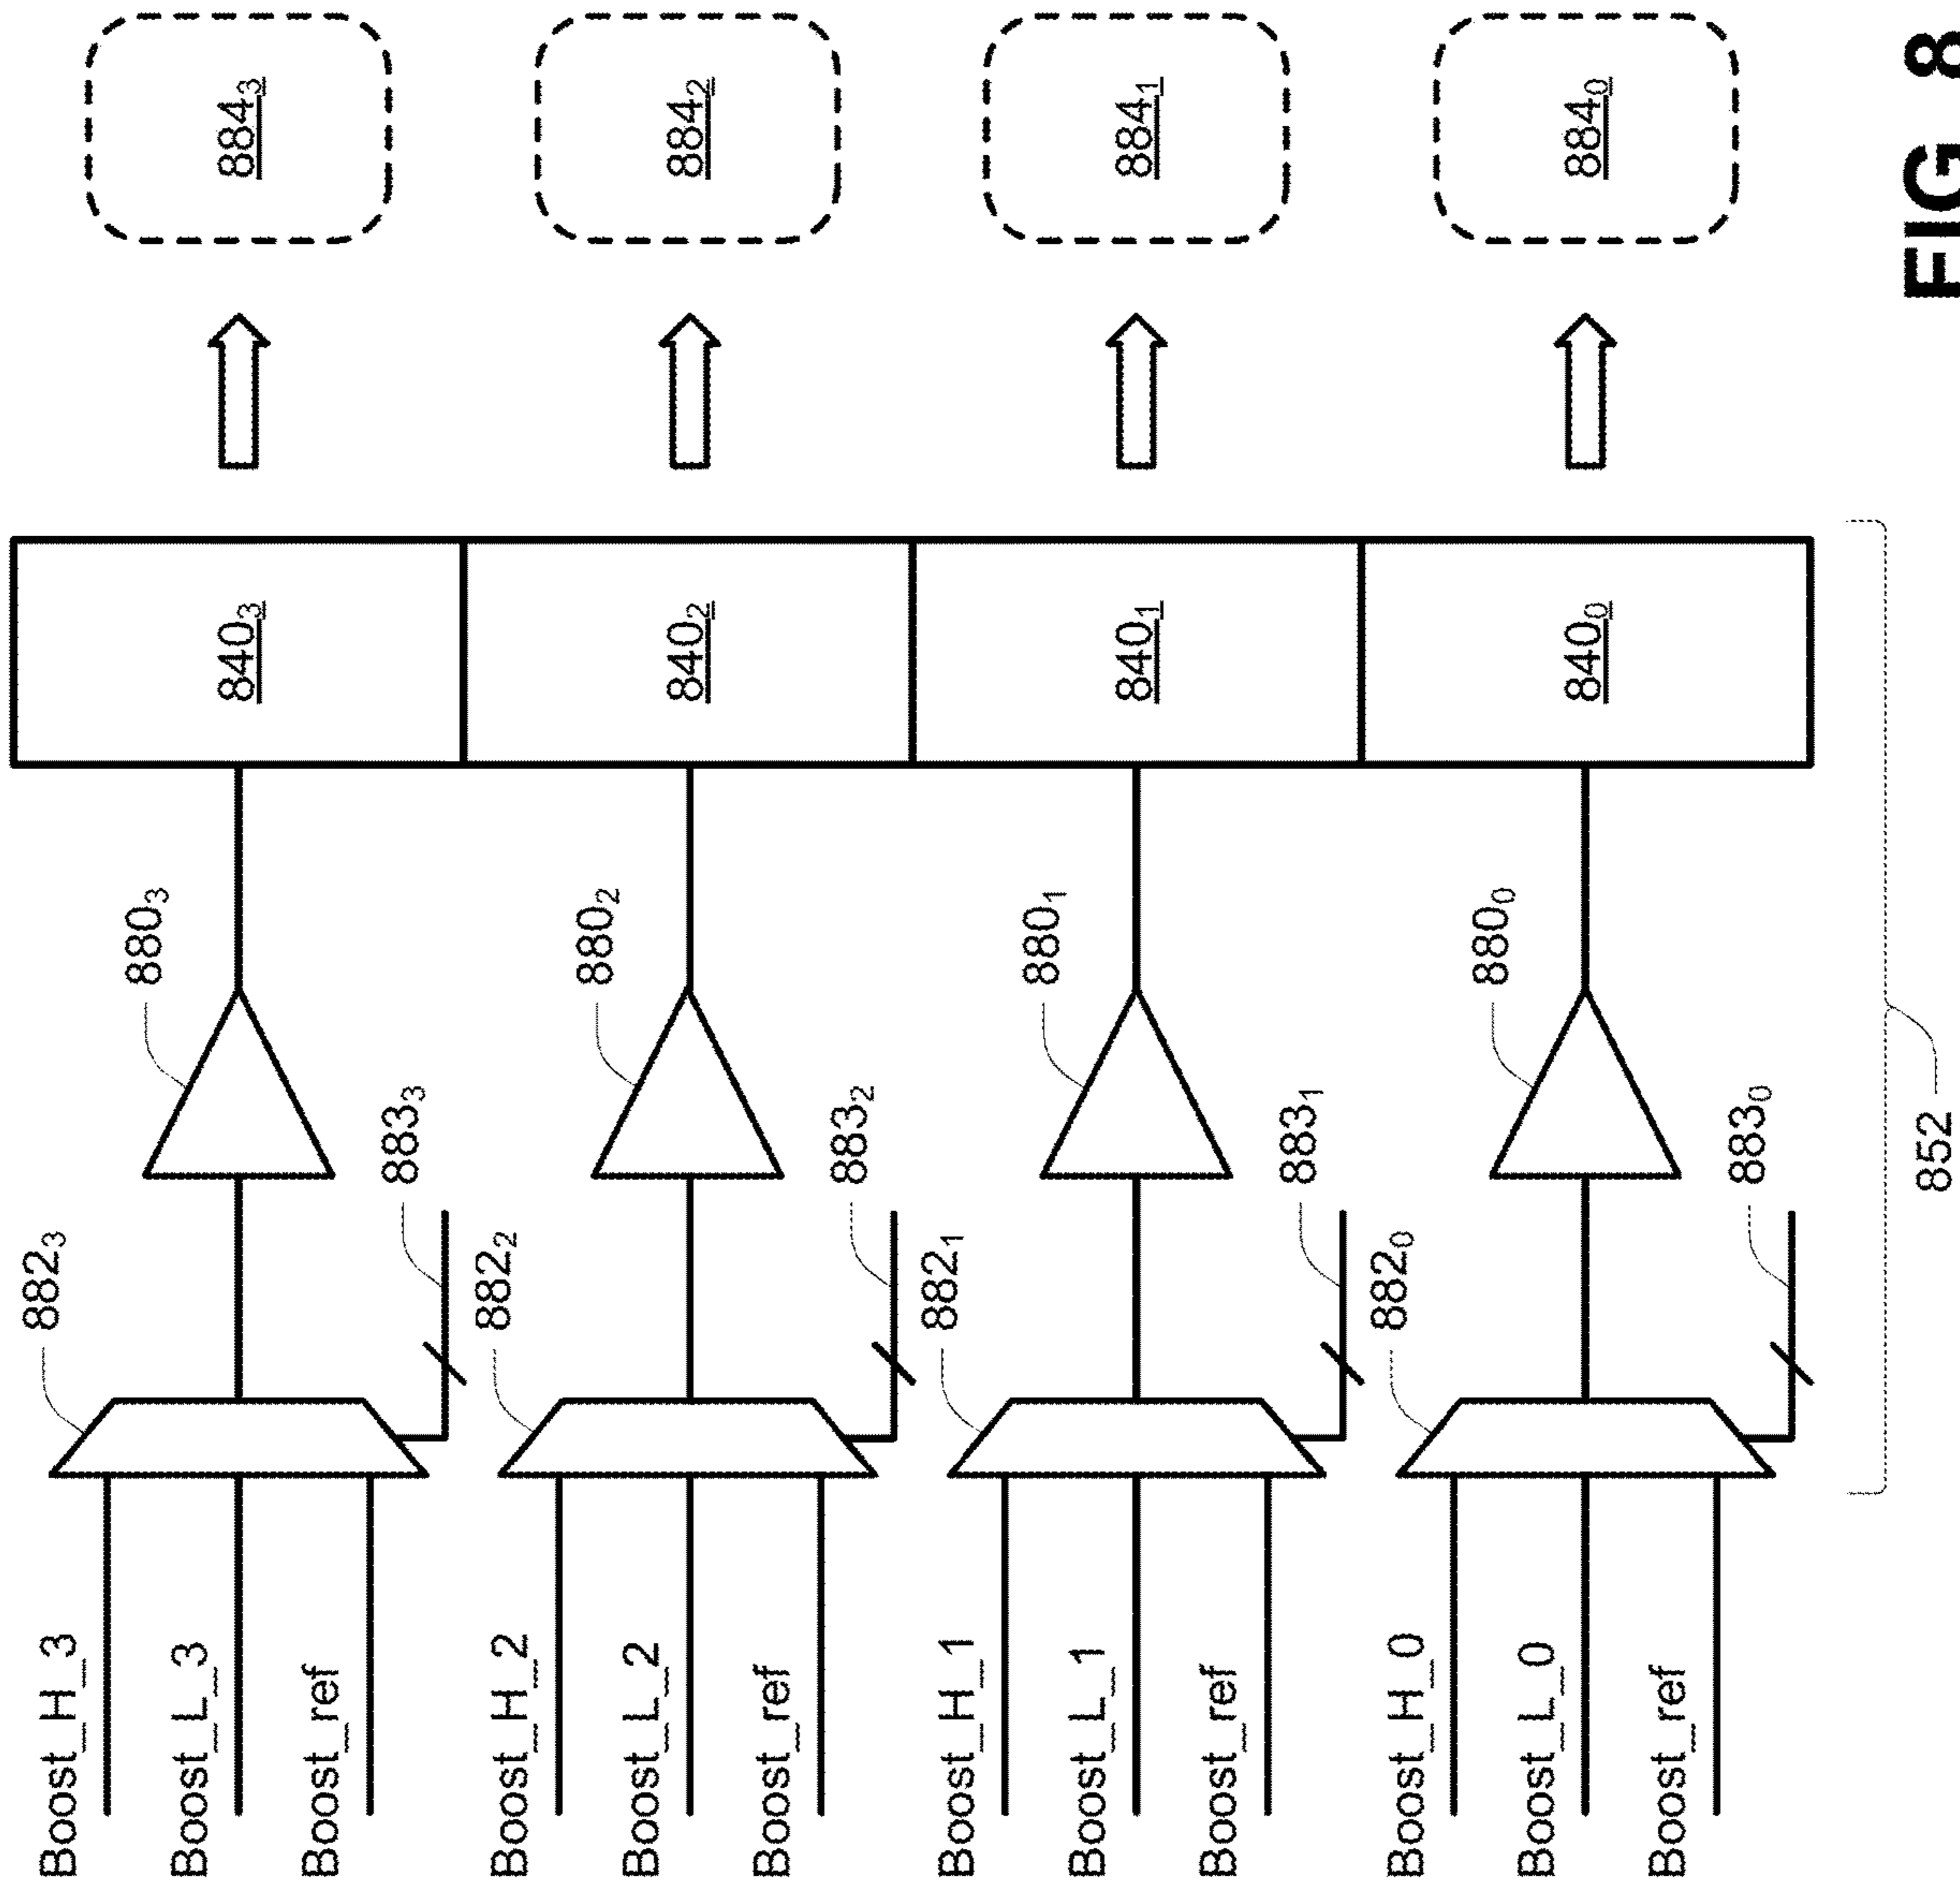 Boost_H_3
Boost_L_3
Boost_ref
882₃
883₃
880₃
840₃
884₃
Boost_H_2
Boost_L_2
Boost_ref
882₂
883₂
880₂
840₂
884₂
Boost_H_1
Boost_L_1
Boost_ref
882₁
883₁
880₁
840₁
884₁
Boost_H_0
Boost_L_0
Boost_ref
882₀
883₀
880₀
840₀
884₀
852
FIG 8